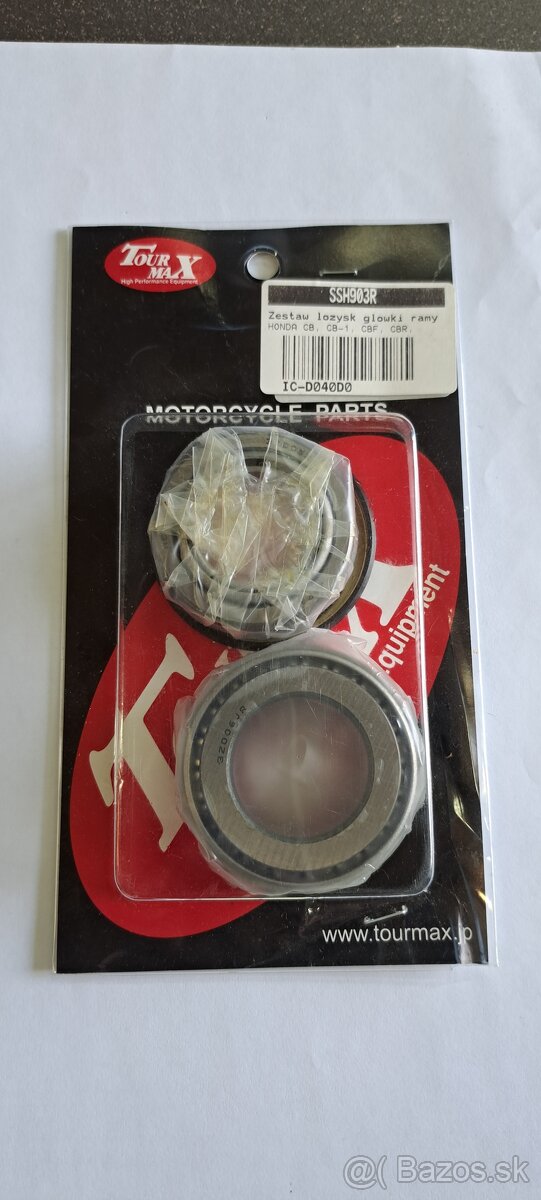 TOUR
MAX
High Performance Equipment
SSH903R
Zestaw lozysk glowki ramy
HONDA CB, CB-1, CBF, CBR,
IC-D040D0
MOTORCYCLE PARTS
equipment
32006JR
www.tourmax.jp
@( Bazos.sk